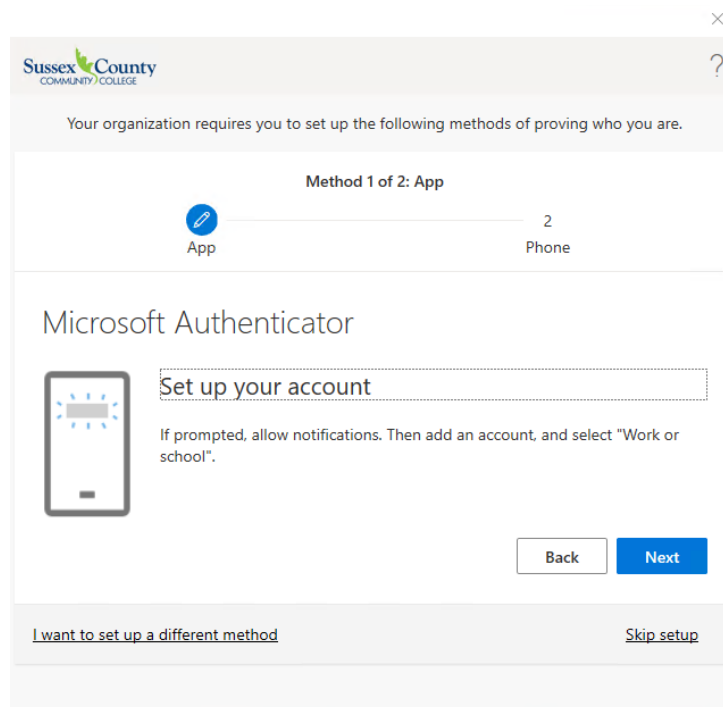 Sussex County
COMMUNITY COLLEGE
?
Your organization requires you to set up the following methods of proving who you are.
Method 1 of 2: App
App
2
Phone
Microsoft Authenticator
Set up your account
If prompted, allow notifications. Then add an account, and select "Work or
school".
Back
Next
I want to set up a different method
Skip setup